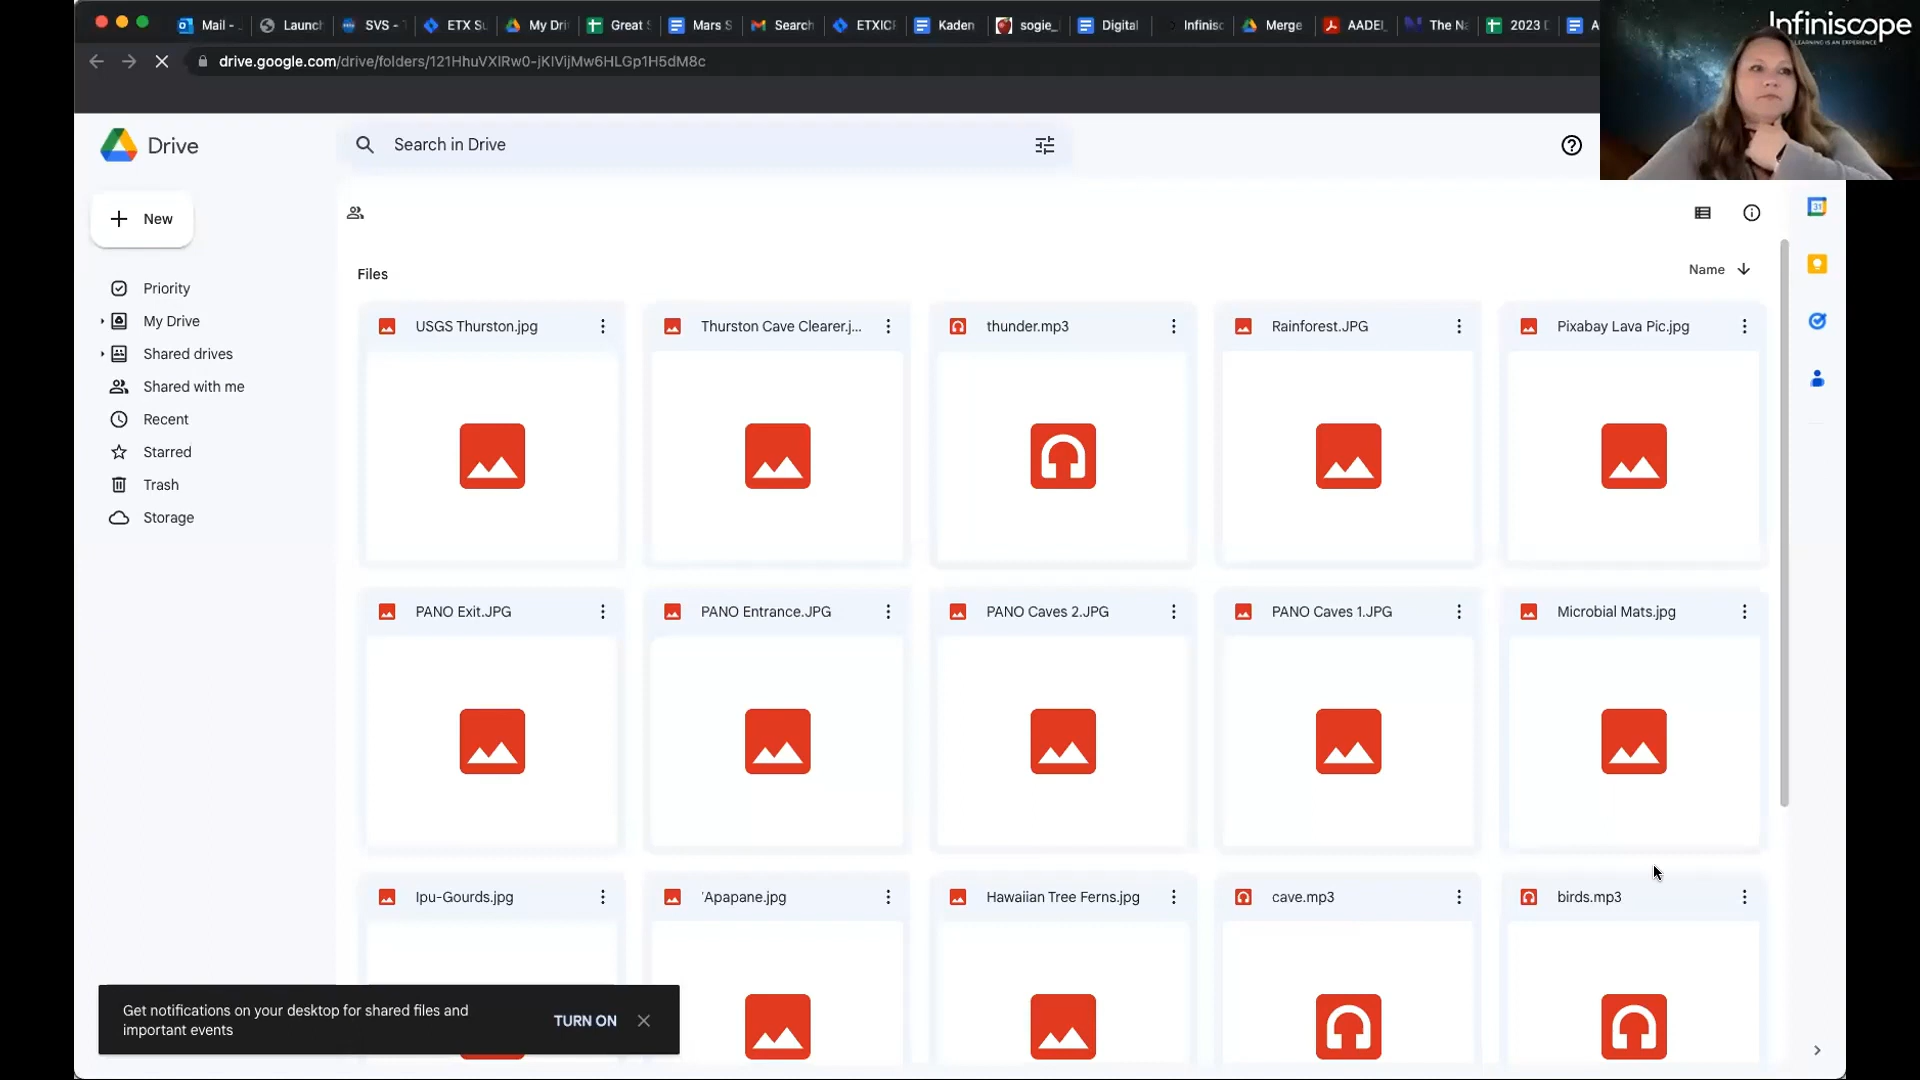 Mail -
Launch
SVS -
ETX Su
My Dri
Great S
Mars S
Search
ETXICF
Kaden
sogie_
Digital
Infinisc
Merge
AADEL
The Na
2023 D
Infiniscope
LEARNING IS AN EXPERIENCE
drive.google.com/drive/folders/121HhuVXlRw0-jKlVijMw6HLGp1H5dM8c
Drive
Search in Drive
New
Priority
My Drive
Shared drives
Shared with me
Recent
Starred
Trash
Storage
Files
Name
31
USGS Thurston.jpg
Thurston Cave Clearer.j...
thunder.mp3
Rainforest.JPG
Pixabay Lava Pic.jpg
PANO Exit.JPG
PANO Entrance.JPG
PANO Caves 2.JPG
PANO Caves 1.JPG
Microbial Mats.jpg
Ipu-Gourds.jpg
'Apapane.jpg
Hawaiian Tree Ferns.jpg
cave.mp3
birds.mp3
Get notifications on your desktop for shared files and
important events
TURN ON